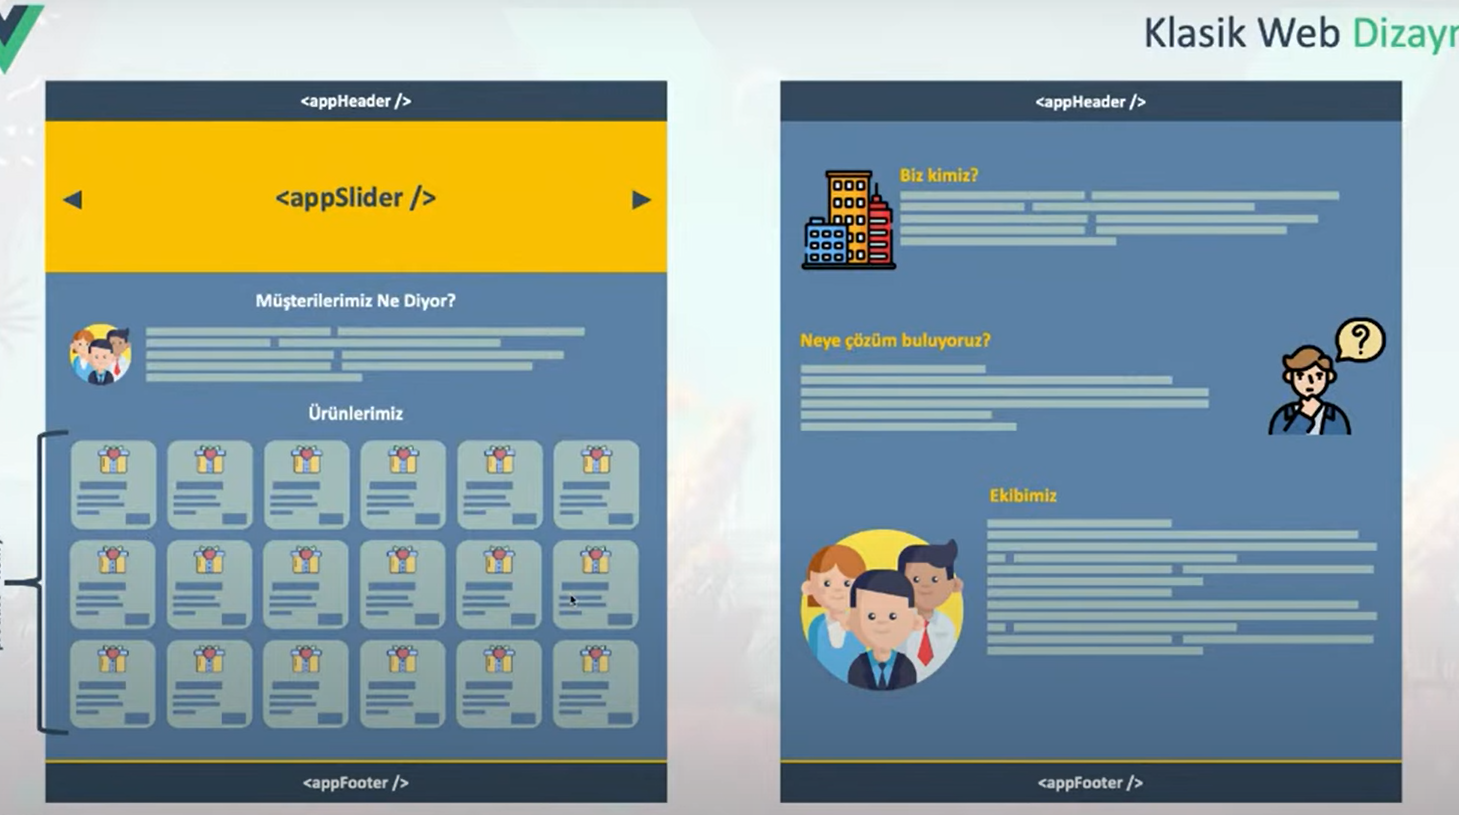 Klasik Web Dizayn
<appHeader />
<appSlider />
Müşterilerimiz Ne Diyor?
Ürünlerimiz
<appFooter />
<appHeader />
Biz kimiz?
Neye çözüm buluyoruz?
?
Ekibimiz
<appFooter />